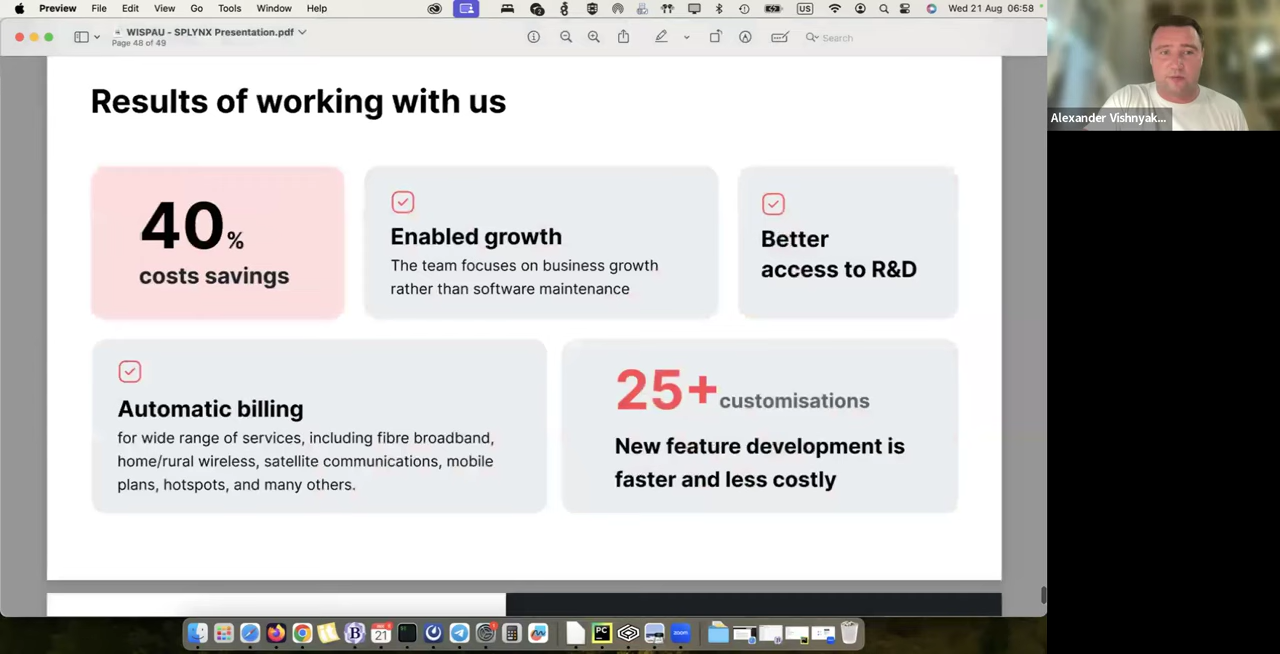 Preview File Edit View Go Tools Window Help
US
Wed 21 Aug 06:58
WISPAU - SPLYNX Presentation.pdf
Page 48 of 49
Search
Alexander Vishnyak...
Results of working with us
40%
costs savings
Enabled growth
The team focuses on business growth
rather than software maintenance
Better
access to R&D
Automatic billing
for wide range of services, including fibre broadband,
home/rural wireless, satellite communications, mobile
plans, hotspots, and many others.
25+ customisations
New feature development is
faster and less costly
21
PC
zoom